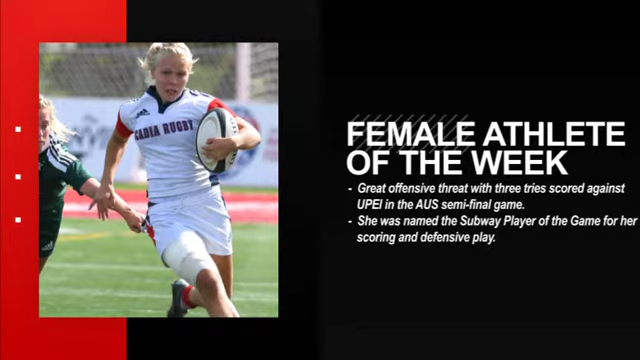 CADIA RUGBY
FEMALE ATHLETE
OF THE WEEK
- Great offensive threat with three tries scored against
UPEI in the AUS semi-final game.
- She was named the Subway Player of the Game for her
scoring and defensive play.